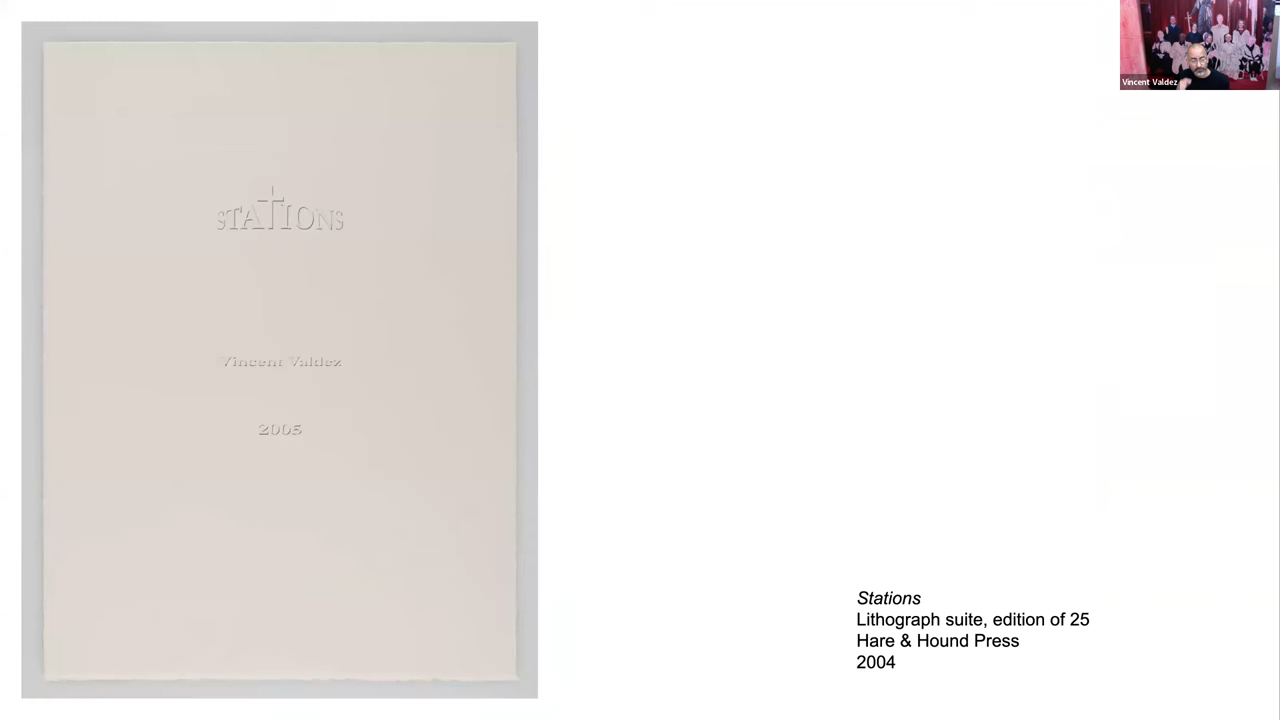 STATIONS
Vincent Valdez
2005
Vincent Valdez
Stations
Lithograph suite, edition of 25
Hare & Hound Press
2004